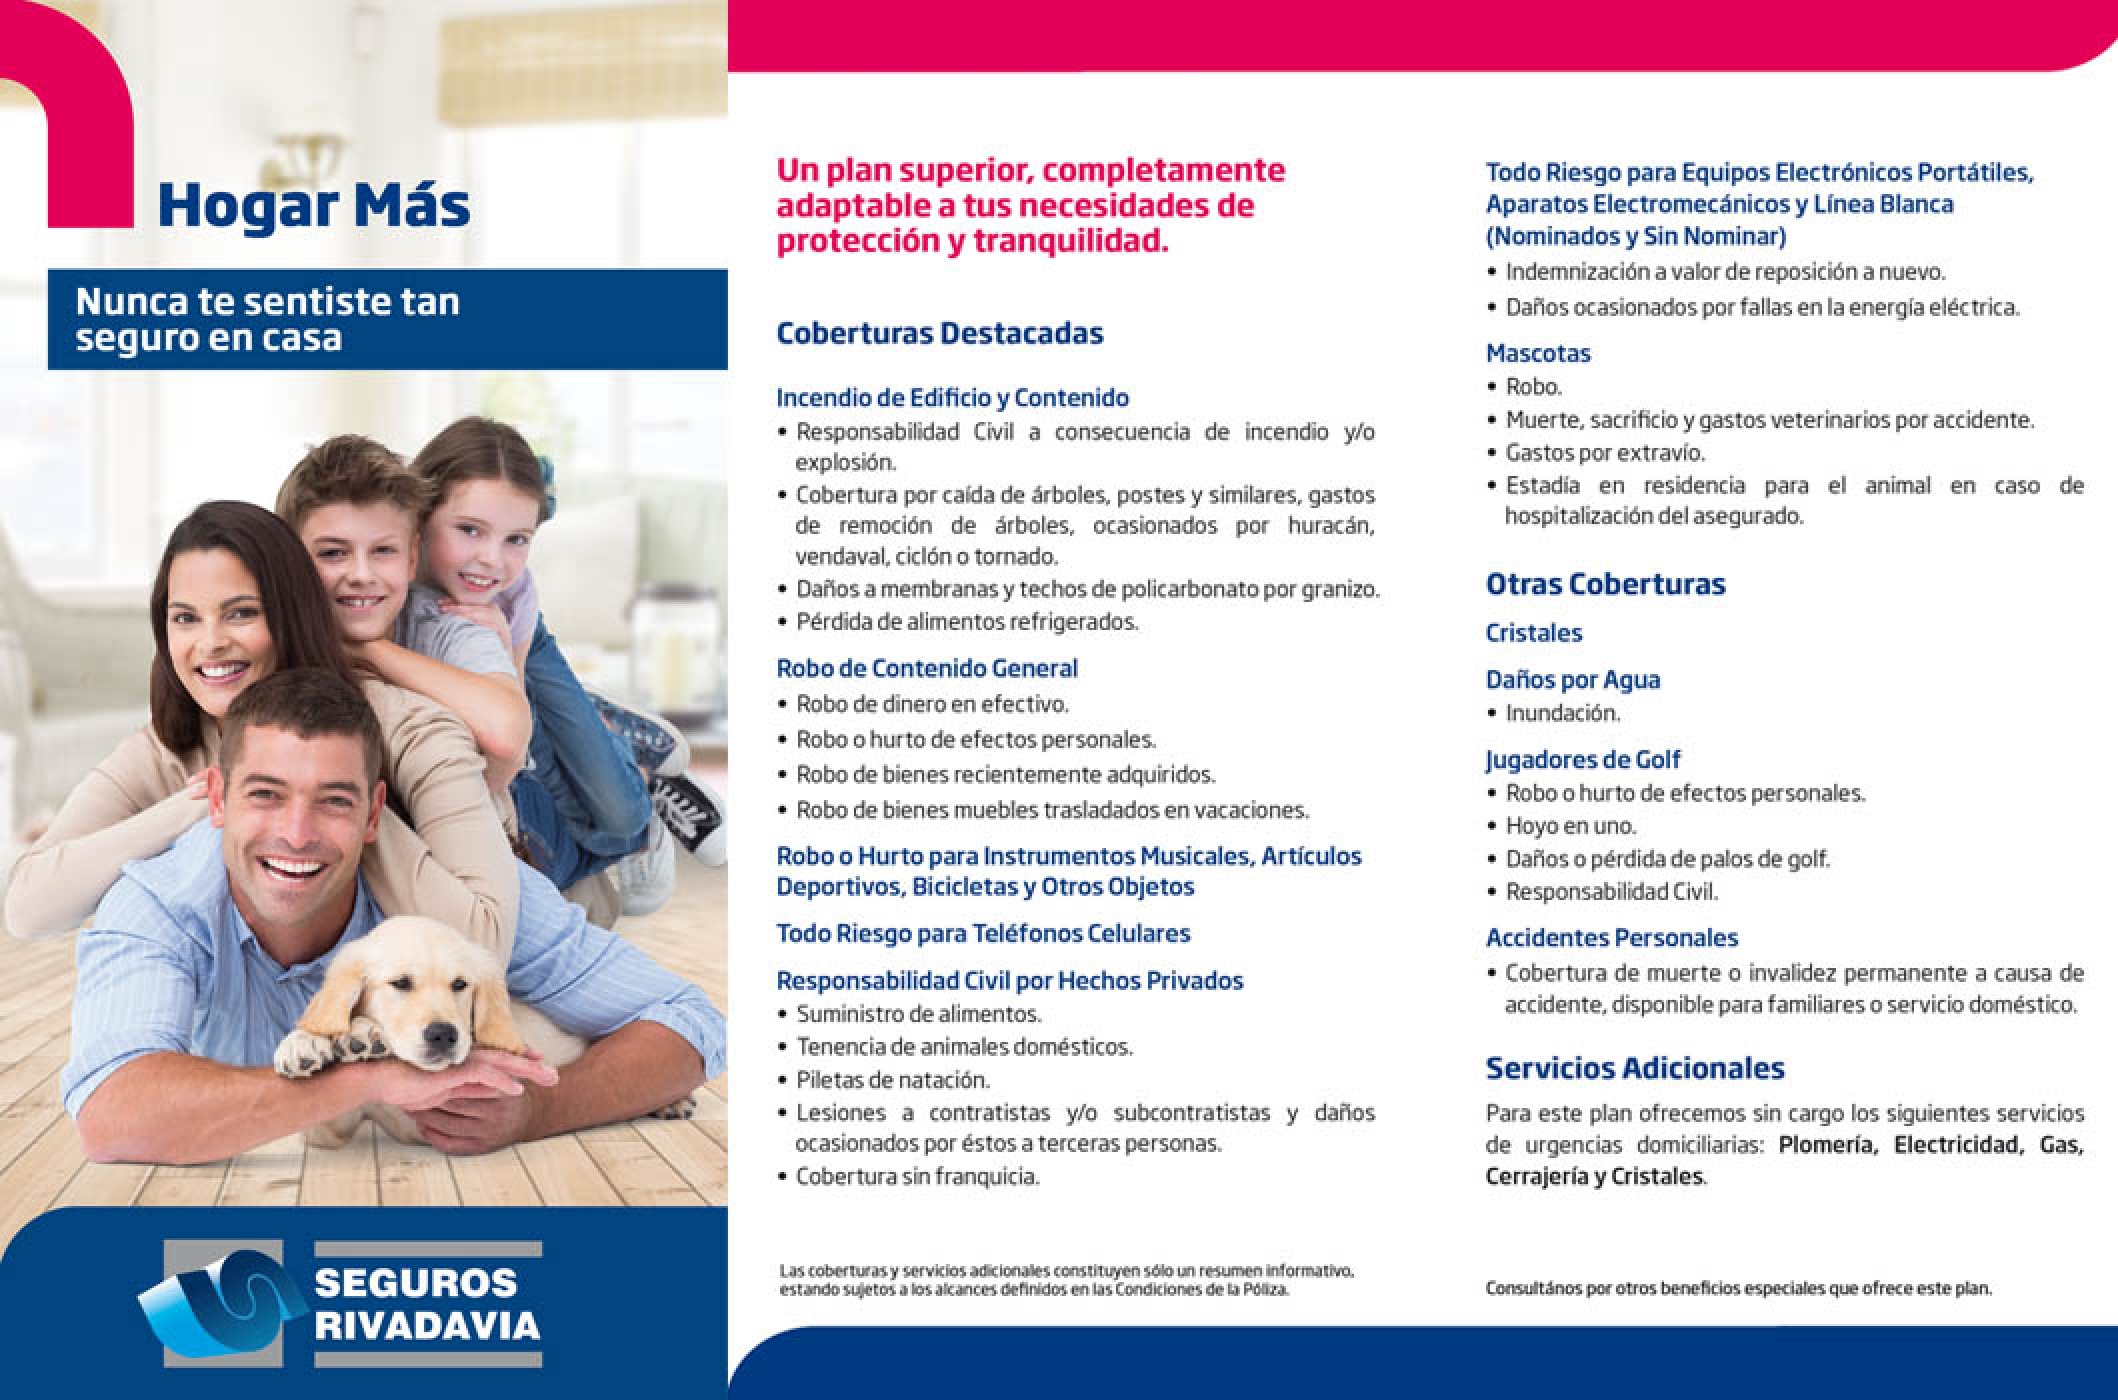 Hogar Más
Nunca te sentiste tan
seguro en casa
SEGUROS
RIVADAVIA
Un plan superior, completamente
adaptable a tus necesidades de
protección y tranquilidad.
Coberturas Destacadas
Incendio de Edificio y Contenido
• Responsabilidad Civil a consecuencia de incendio y/o
explosión.
• Cobertura por caída de árboles, postes y similares, gastos
de remoción de árboles, ocasionados por huracán,
vendaval, ciclón o tornado.
• Daños a membranas y techos de policarbonato por granizo.
• Pérdida de alimentos refrigerados.
Robo de Contenido General
• Robo de dinero en efectivo.
• Robo o hurto de efectos personales.
• Robo de bienes recientemente adquiridos.
• Robo de bienes muebles trasladados en vacaciones.
Robo o Hurto para Instrumentos Musicales, Artículos
Deportivos, Bicicletas y Otros Objetos
Todo Riesgo para Teléfonos Celulares
Responsabilidad Civil por Hechos Privados
• Suministro de alimentos.
• Tenencia de animales domésticos.
• Piletas de natación.
• Lesiones a contratistas y/o subcontratistas y daños
ocasionados por éstos a terceras personas.
• Cobertura sin franquicia.
Las coberturas y servicios adicionales constituyen sólo un resumen informativo,
estando sujetos a los alcances definidos en las Condiciones de la Póliza.
Todo Riesgo para Equipos Electrónicos Portátiles,
Aparatos Electromecánicos y Línea Blanca
(Nominados y Sin Nominar)
• Indemnización a valor de reposición a nuevo.
• Daños ocasionados por fallas en la energía eléctrica.
Mascotas
• Robo.
• Muerte, sacrificio y gastos veterinarios por accidente.
• Gastos por extravío.
• Estadía en residencia para el animal en caso de
hospitalización del asegurado.
Otras Coberturas
Cristales
Daños por Agua
• Inundación.
Jugadores de Golf
• Robo o hurto de efectos personales.
• Hoyo en uno.
• Daños o pérdida de palos de golf.
• Responsabilidad Civil.
Accidentes Personales
• Cobertura de muerte o invalidez permanente a causa de
accidente, disponible para familiares o servicio doméstico.
Servicios Adicionales
Para este plan ofrecemos sin cargo los siguientes servicios
de urgencias domiciliarias: Plomería, Electricidad, Gas,
Cerrajería y Cristales.
Consultános por otros beneficios especiales que ofrece este plan.